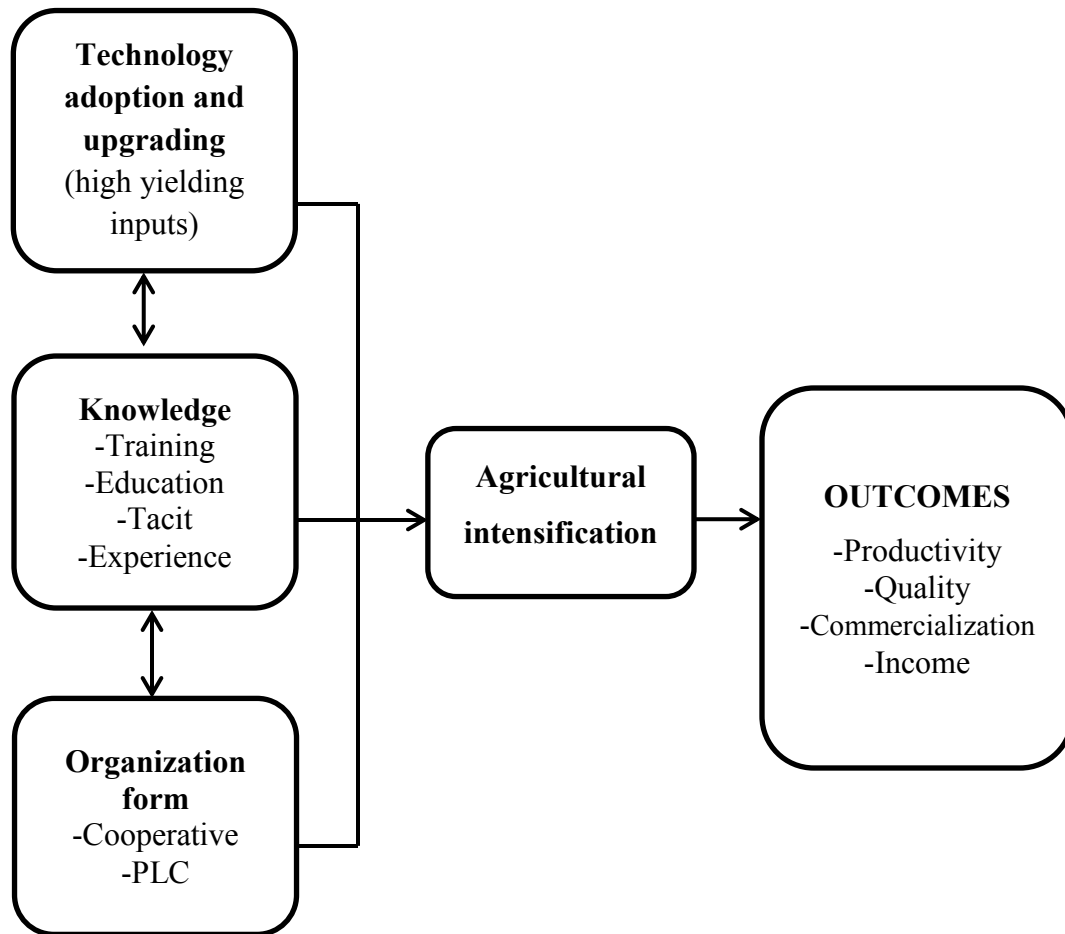 Technology
adoption and
upgrading
(high yielding
inputs)
Knowledge
-Training
-Education
-Tacit
-Experience
Organization
form
-Cooperative
-PLC
Agricultural
intensification
OUTCOMES
-Productivity
-Quality
-Commercialization
-Income